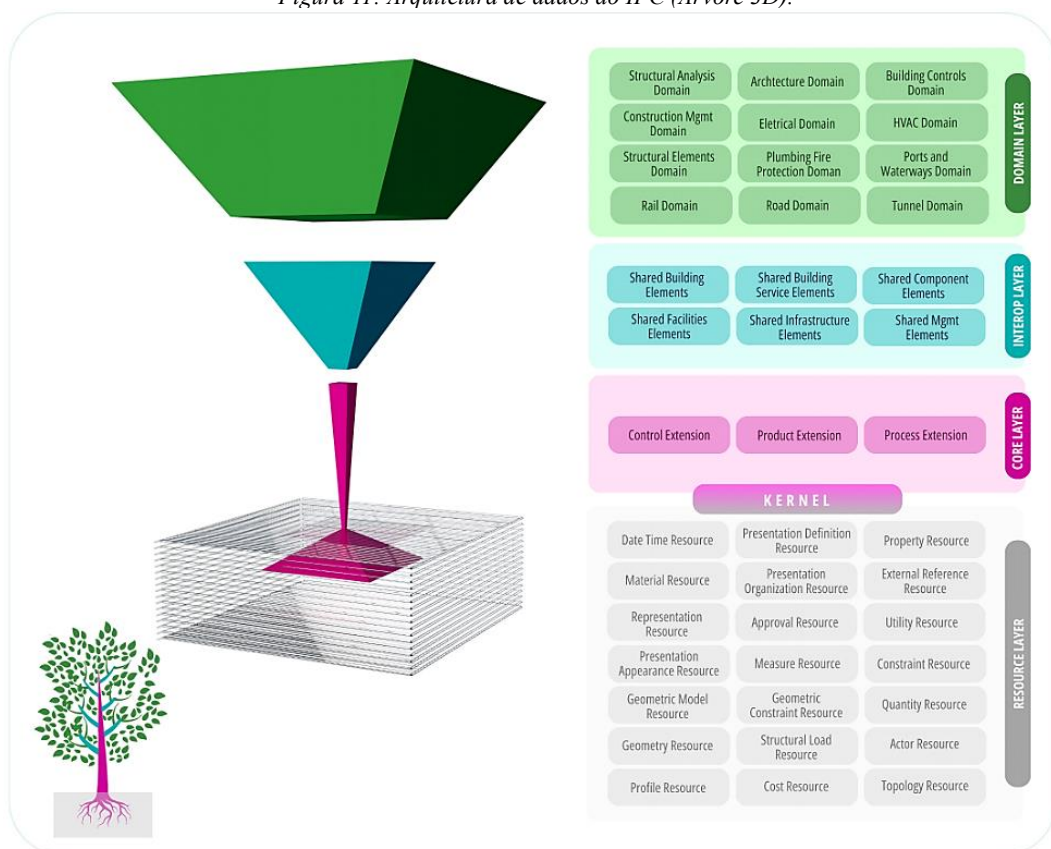 Figura 11: Arquitetura de dados do IFC (Árvore 3D).
Structural Analysis
Domain
Archtecture Domain
Building Controls
Domain
Construction Mgmt
Domain
Eletrical Domain
HVAC Domain
Structural Elements
Domain
Plumbing Fire
Protection Doman
Ports and
Waterways Domain
Rail Domain
Road Domain
Tunnel Domain
DOMAIN LAYER
Shared Building
Elements
Shared Building
Service Elements
Shared Component
Elements
Shared Facilities
Elements
Shared Infrastructure
Elements
Shared Mgmt
Elements
INTEROP LAYER
Control Extension
Product Extension
Process Extension
CORE LAYER
KERNEL
Date Time Resource
Presentation Definition
Resource
Property Resource
Material Resource
Presentation
Organization Resource
External Reference
Resource
Representation
Resource
Approval Resource
Utility Resource
Presentation
Appearance Resource
Measure Resource
Constraint Resource
Geometric Model
Resource
Geometric
Constraint Resource
Quantity Resource
Geometry Resource
Structural Load
Resource
Actor Resource
Profile Resource
Cost Resource
Topology Resource
RESOURCE LAYER